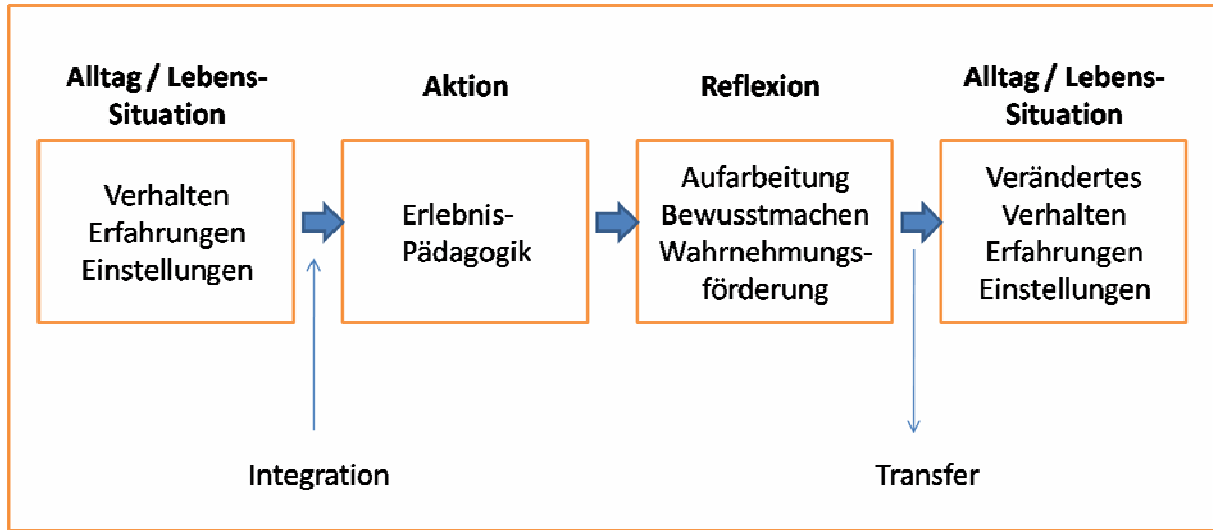 Alltag / Lebens-
Situation
Verhalten
Erfahrungen
Einstellungen
Aktion
Erlebnis-
Pädagogik
Reflexion
Aufarbeitung
Bewusstmachen
Wahrnehmungs-
förderung
Alltag / Lebens-
Situation
Verändertes
Verhalten
Erfahrungen
Einstellungen
Integration
Transfer